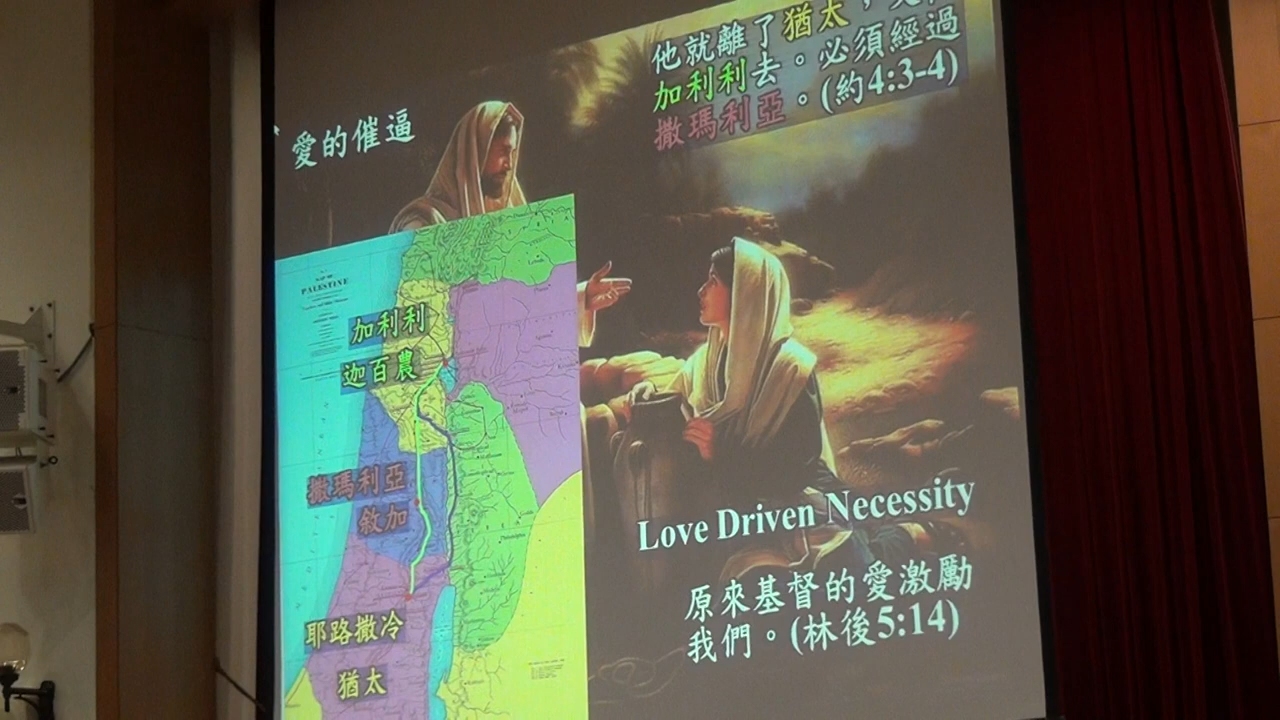 他就離了猶太，
加利利去。必須經過
撒瑪利亞。(約4:3-4)
愛的催逼
PALESTINE
加利利
迦百農
撒瑪利亞
敘加
耶路撒冷
猶太
Love Driven Necessity
原來基督的愛激勵
我們。(林後5:14)